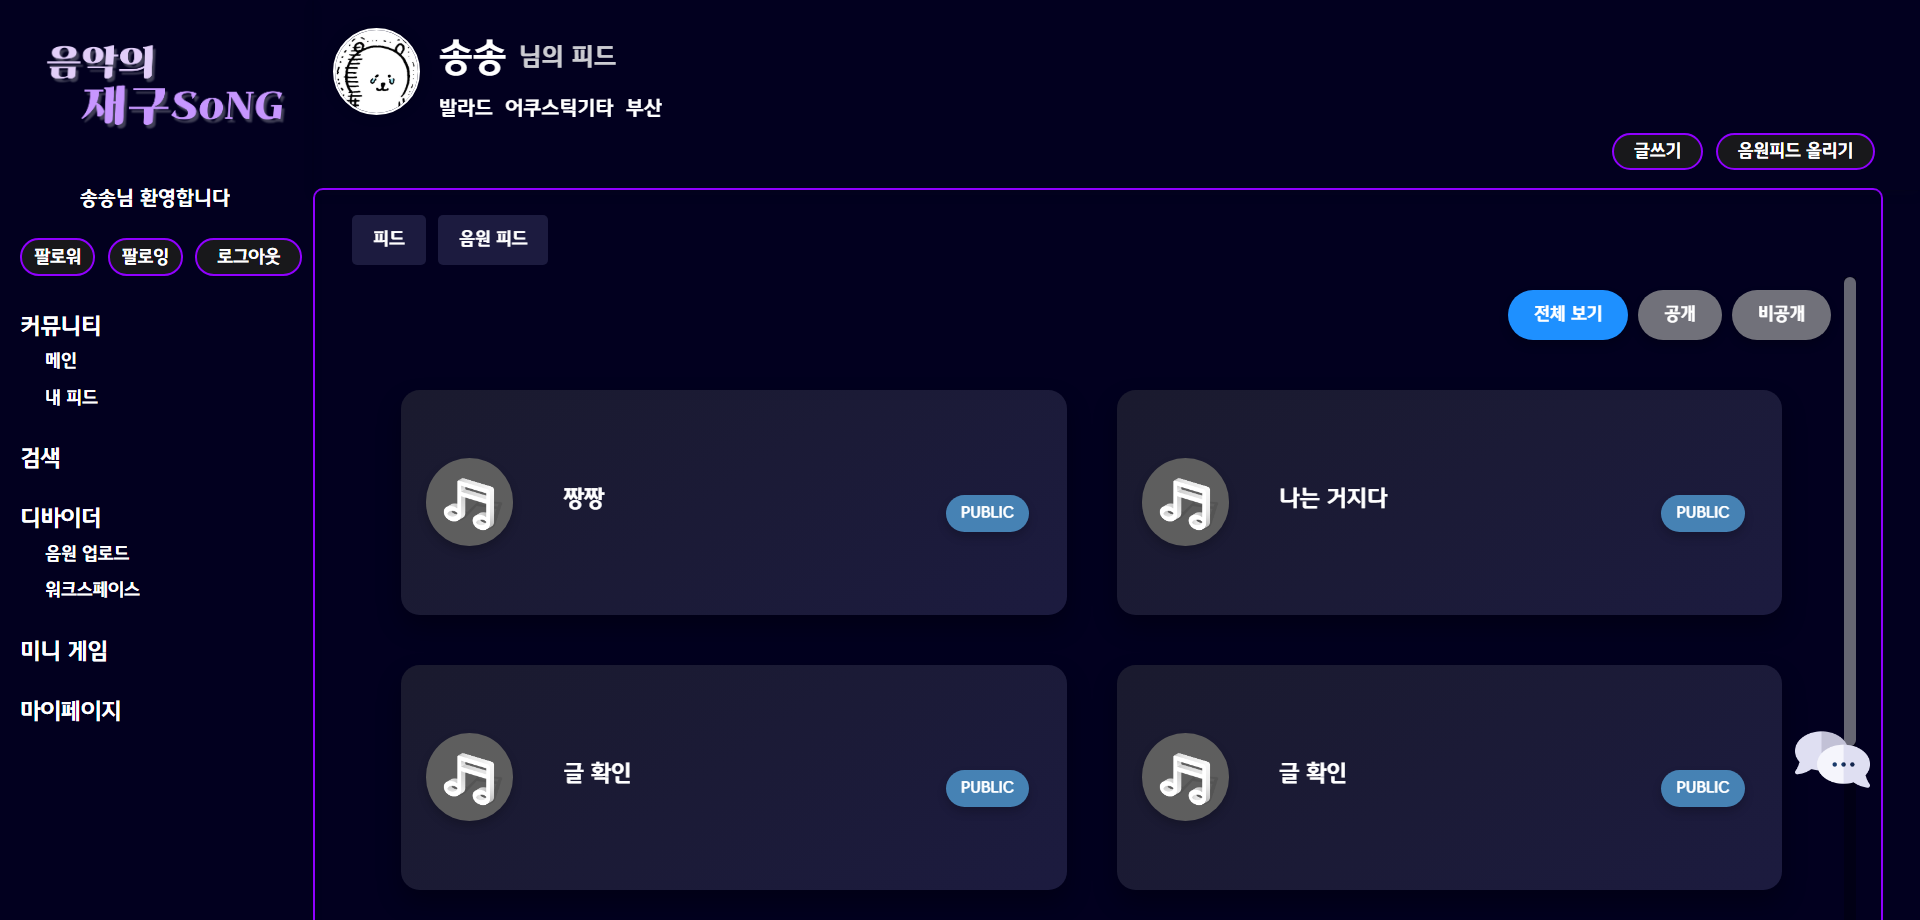 음악의
재구SoNG
송송님 환영합니다
팔로워 팔로잉 로그아웃
커뮤니티
메인
내 피드
검색
디바이더
음원 업로드
워크스페이스
미니 게임
마이페이지
송송 님의 피드
발라드 어쿠스틱기타 부산
글쓰기 음원피드 올리기
피드 음원 피드
전체 보기 공개 비공개
짱짱 PUBLIC
나는 거지다 PUBLIC
글 확인 PUBLIC
글 확인 PUBLIC